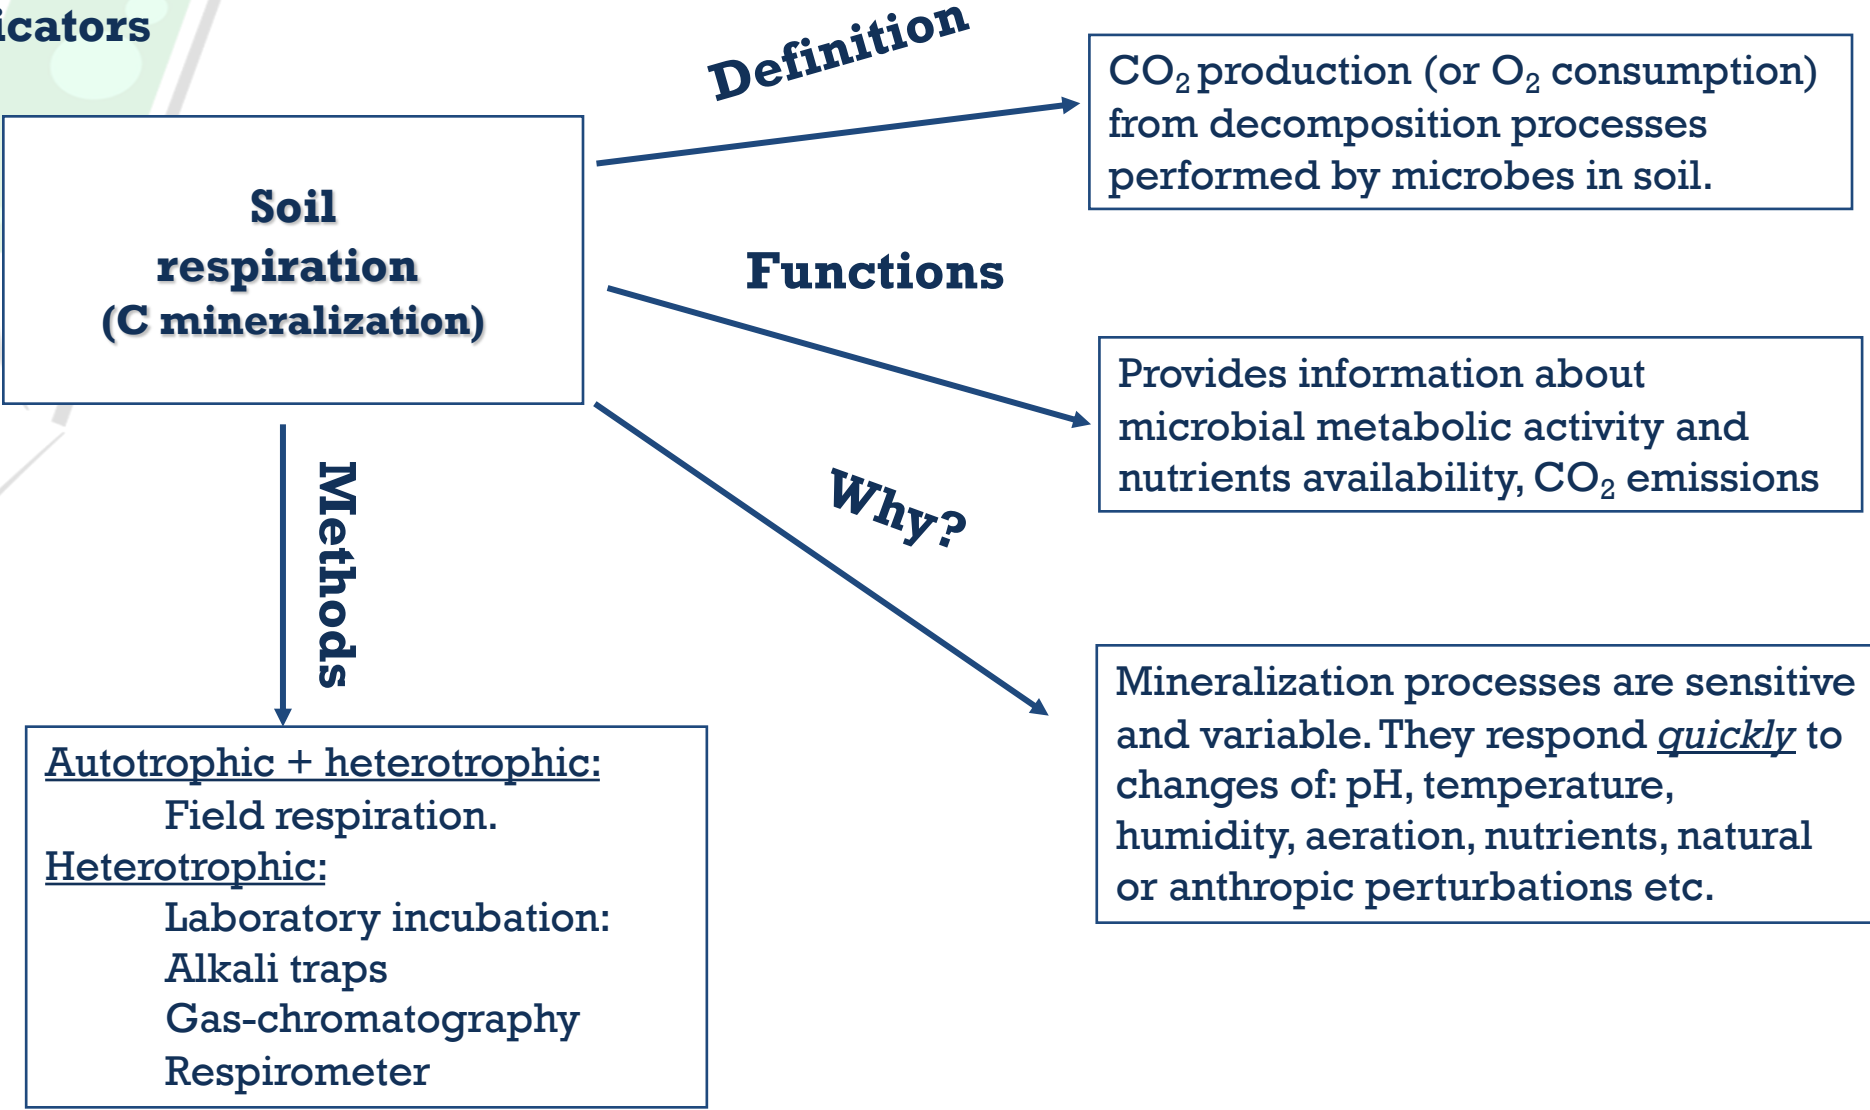 Soil
respiration
(C mineralization)
Definition
CO₂ production (or O₂ consumption)
from decomposition processes
performed by microbes in soil.
Functions
Provides information about
microbial metabolic activity and
nutrients availability, CO₂ emissions
Why?
Mineralization processes are sensitive
and variable. They respond quickly to
changes of: pH, temperature,
humidity, aeration, nutrients, natural
or anthropic perturbations etc.
Methods
Autotrophic + heterotrophic:
Field respiration.
Heterotrophic:
Laboratory incubation:
Alkali traps
Gas-chromatography
Respirometer